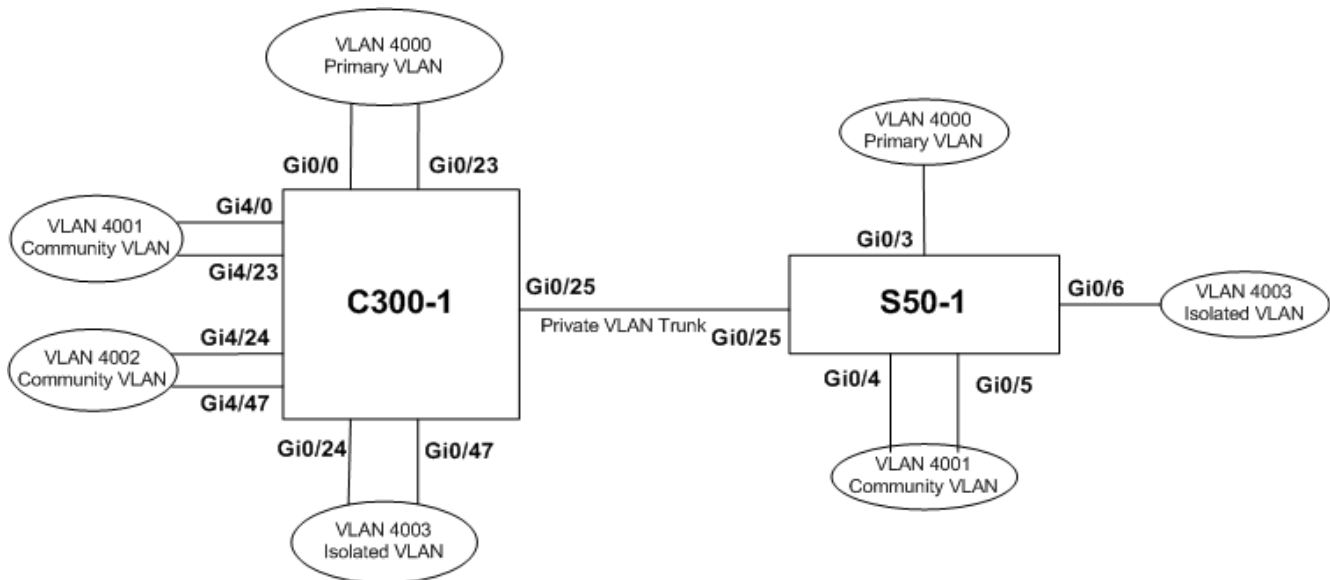 VLAN 4000
Primary VLAN
Gi0/0
Gi0/23
VLAN 4001
Community VLAN
Gi4/0
Gi4/23
VLAN 4002
Community VLAN
Gi4/24
Gi4/47
C300-1
Gi0/24
Gi0/47
VLAN 4003
Isolated VLAN
Gi0/25
Private VLAN Trunk
Gi0/25
VLAN 4000
Primary VLAN
Gi0/3
S50-1
Gi0/6
VLAN 4003
Isolated VLAN
Gi0/4
Gi0/5
VLAN 4001
Community VLAN